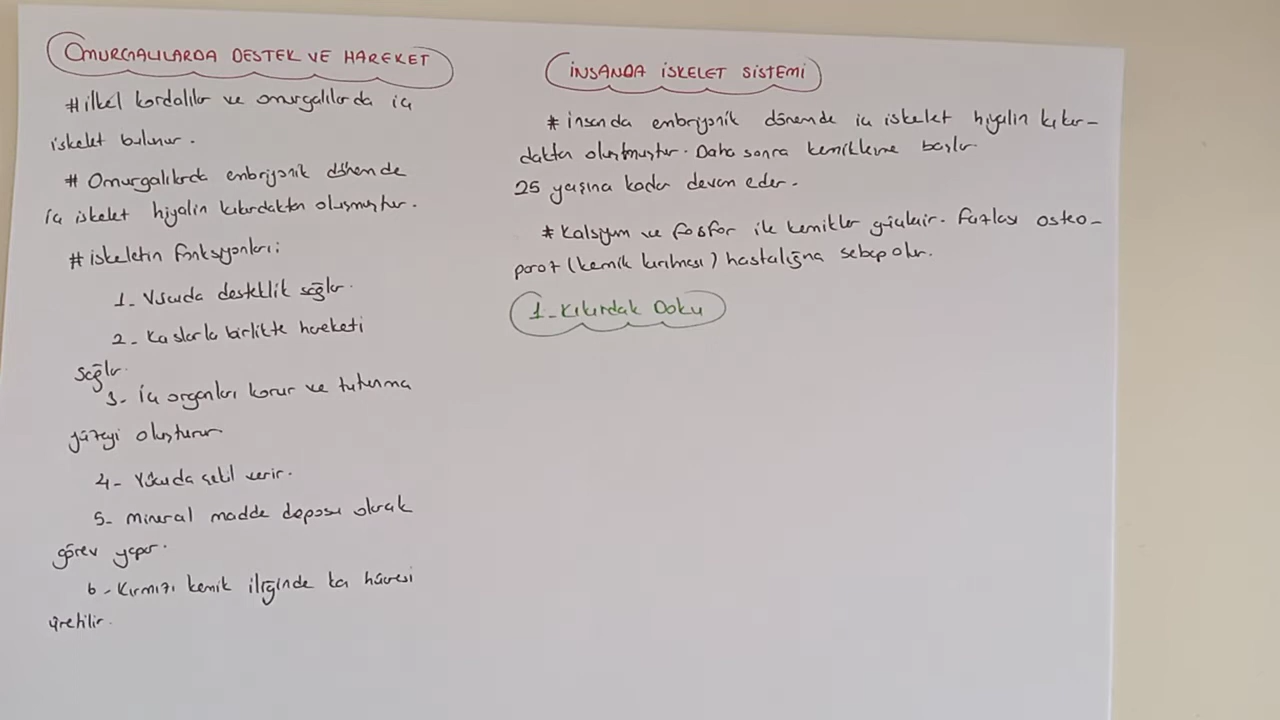 OMURGALILARDA DESTEK VE HAREKET
# ilkel kordalılar ve omurgalılarda iç
iskelet bulunur.
# Omurgalılarda embriyonik dönemde
iç iskelet hiyalin kıkırdaktan oluşmuştur.
# iskeletin fonksiyonları:
1- Vücuda desteklik sağlar.
2- Kaslarla birlikte hareketi
sağlar.
3- iç organları korur ve tutunma
yüzeyi oluşturur
4- Vücuda şekil verir.
5- Mineral madde deposu olarak
görev yapar.
6- Kırmızı kemik iliğinde kan hücresi
üretilir.
İNSANDA İSKELET SİSTEMİ
* insanda embriyonik dönemde iç iskelet hiyalin kıkır-
daktan oluşmuştur. Daha sonra kemikleşme başlar
25 yaşına kadar devam eder.
* Kalsiyum ve fosfor ile kemikler güçlenir. Fazlası osteo-
poroz (kemik kırılması) hastalığına sebep olur.
1- Kıkırdak Doku